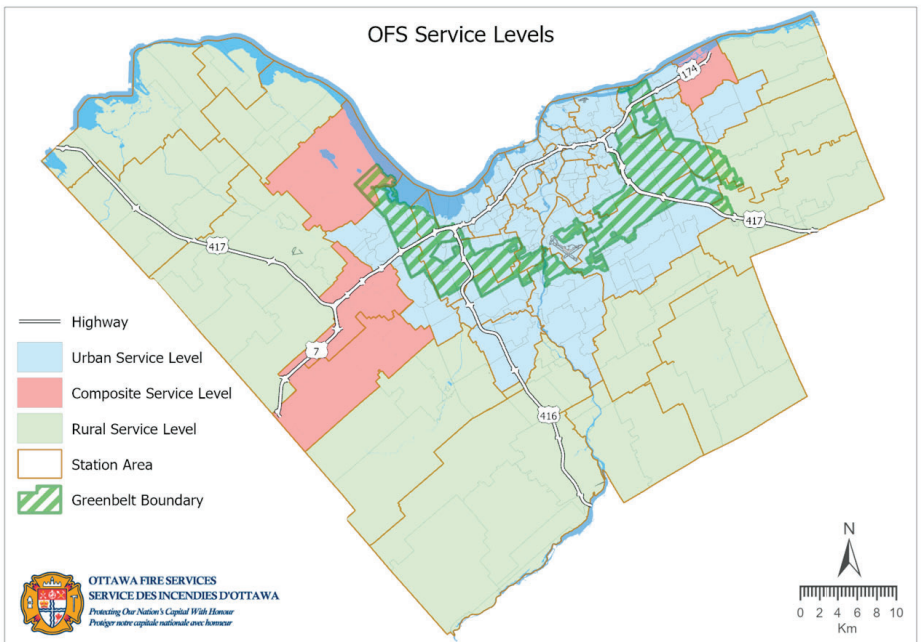 OFS Service Levels
174
417
417
7
416
Highway
Urban Service Level
Composite Service Level
Rural Service Level
Station Area
Greenbelt Boundary
OTTAWA FIRE SERVICES
SERVICE DES INCENDIES D'OTTAWA
Protecting Our Nation's Capital With Honour
Protéger notre capitale nationale avec honneur
N
0 2 4 6 8 10
Km